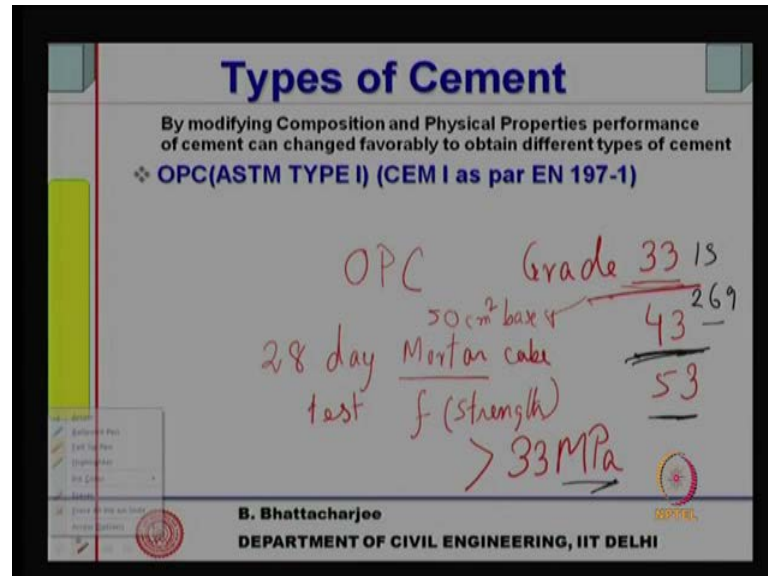 Types of Cement
By modifying Composition and Physical Properties performance
of cement can changed favorably to obtain different types of cement
❖ OPC(ASTM TYPE I) (CEM I as par EN 197-1)
OPC Grade 33 IS
269
50 cm² base 43
28 day Mortar cube
test f (strength) 53
> 33 MPa
NPTEL
B. Bhattacharjee
DEPARTMENT OF CIVIL ENGINEERING, IIT DELHI